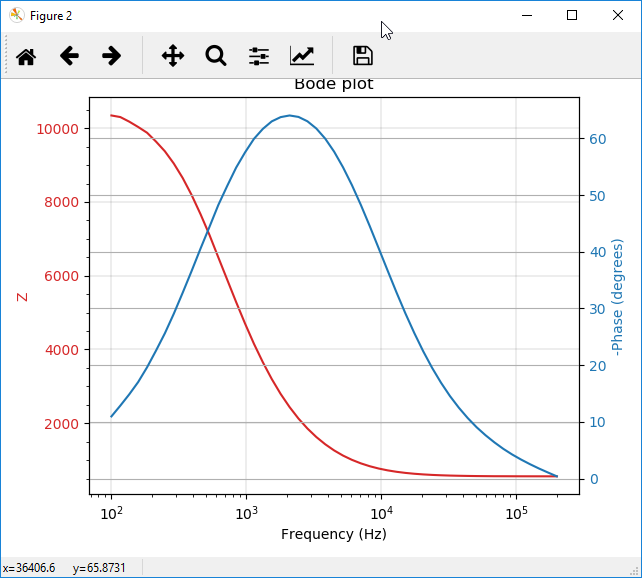 Figure 2
Bode plot
10000
8000
6000
4000
2000
Z
60
50
40
30
20
10
0
-Phase (degrees)
10²
10³
10⁴
10⁵
Frequency (Hz)
x=36406.6 y=65.8731